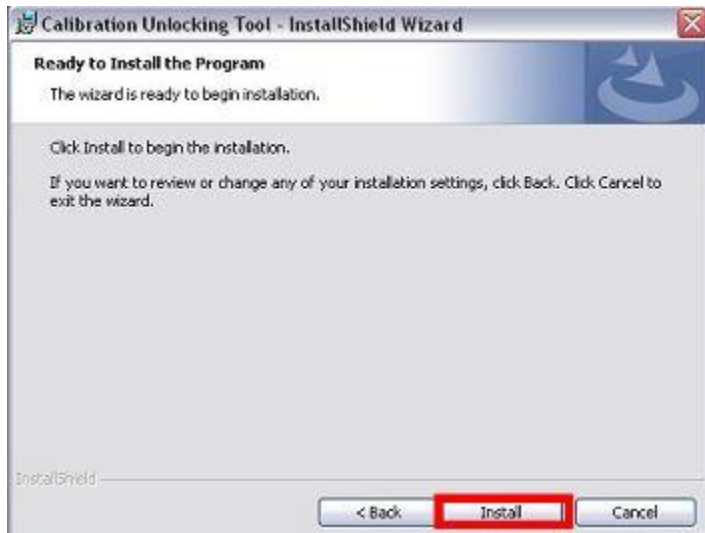 Calibration Unlocking Tool - InstallShield Wizard
Ready to Install the Program
The wizard is ready to begin installation.
Click Install to begin the installation.
If you want to review or change any of your installation settings, click Back. Click Cancel to
exit the wizard.
InstallShield
< Back Install Cancel